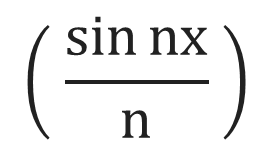 (sin nx / n)